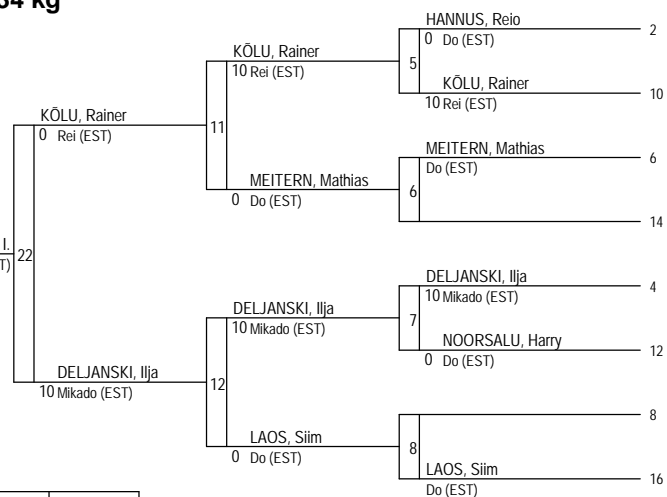 HANNUS, Reio
0 Do (EST)
2
5
KÕLU, Rainer
10 Rei (EST)
10
KÕLU, Rainer
10 Rei (EST)
11
MEITERN, Mathias
0 Do (EST)
MEITERN, Mathias
Do (EST)
6
6
14
KÕLU, Rainer
0 Rei (EST)
I.
22
DELJANSKI, Ilja
10 Mikado (EST)
DELJANSKI, Ilja
10 Mikado (EST)
12
LAOS, Siim
0 Do (EST)
DELJANSKI, Ilja
10 Mikado (EST)
4
7
NOORSALU, Harry
0 Do (EST)
12
8
8
LAOS, Siim
Do (EST)
16